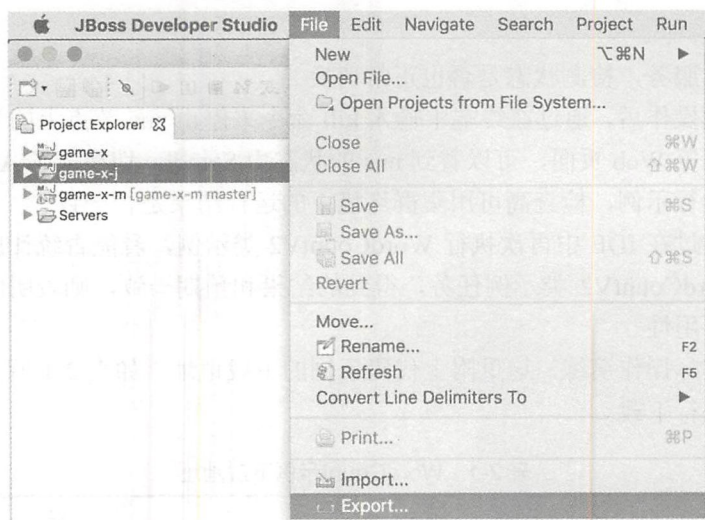 JBoss Developer Studio File Edit Navigate Search Project Run
Project Explorer
game-x
game-x-j
game-x-m [game-x-m master]
Servers
New ⌥⌘N ▶
Open File...
Open Projects from File System...
Close ⌘W
Close All ⇧⌘W
Save ⌘S
Save As...
Save All ⇧⌘S
Revert
Move...
Rename... F2
Refresh F5
Convert Line Delimiters To ▶
Print... ⌘P
Import...
Export...